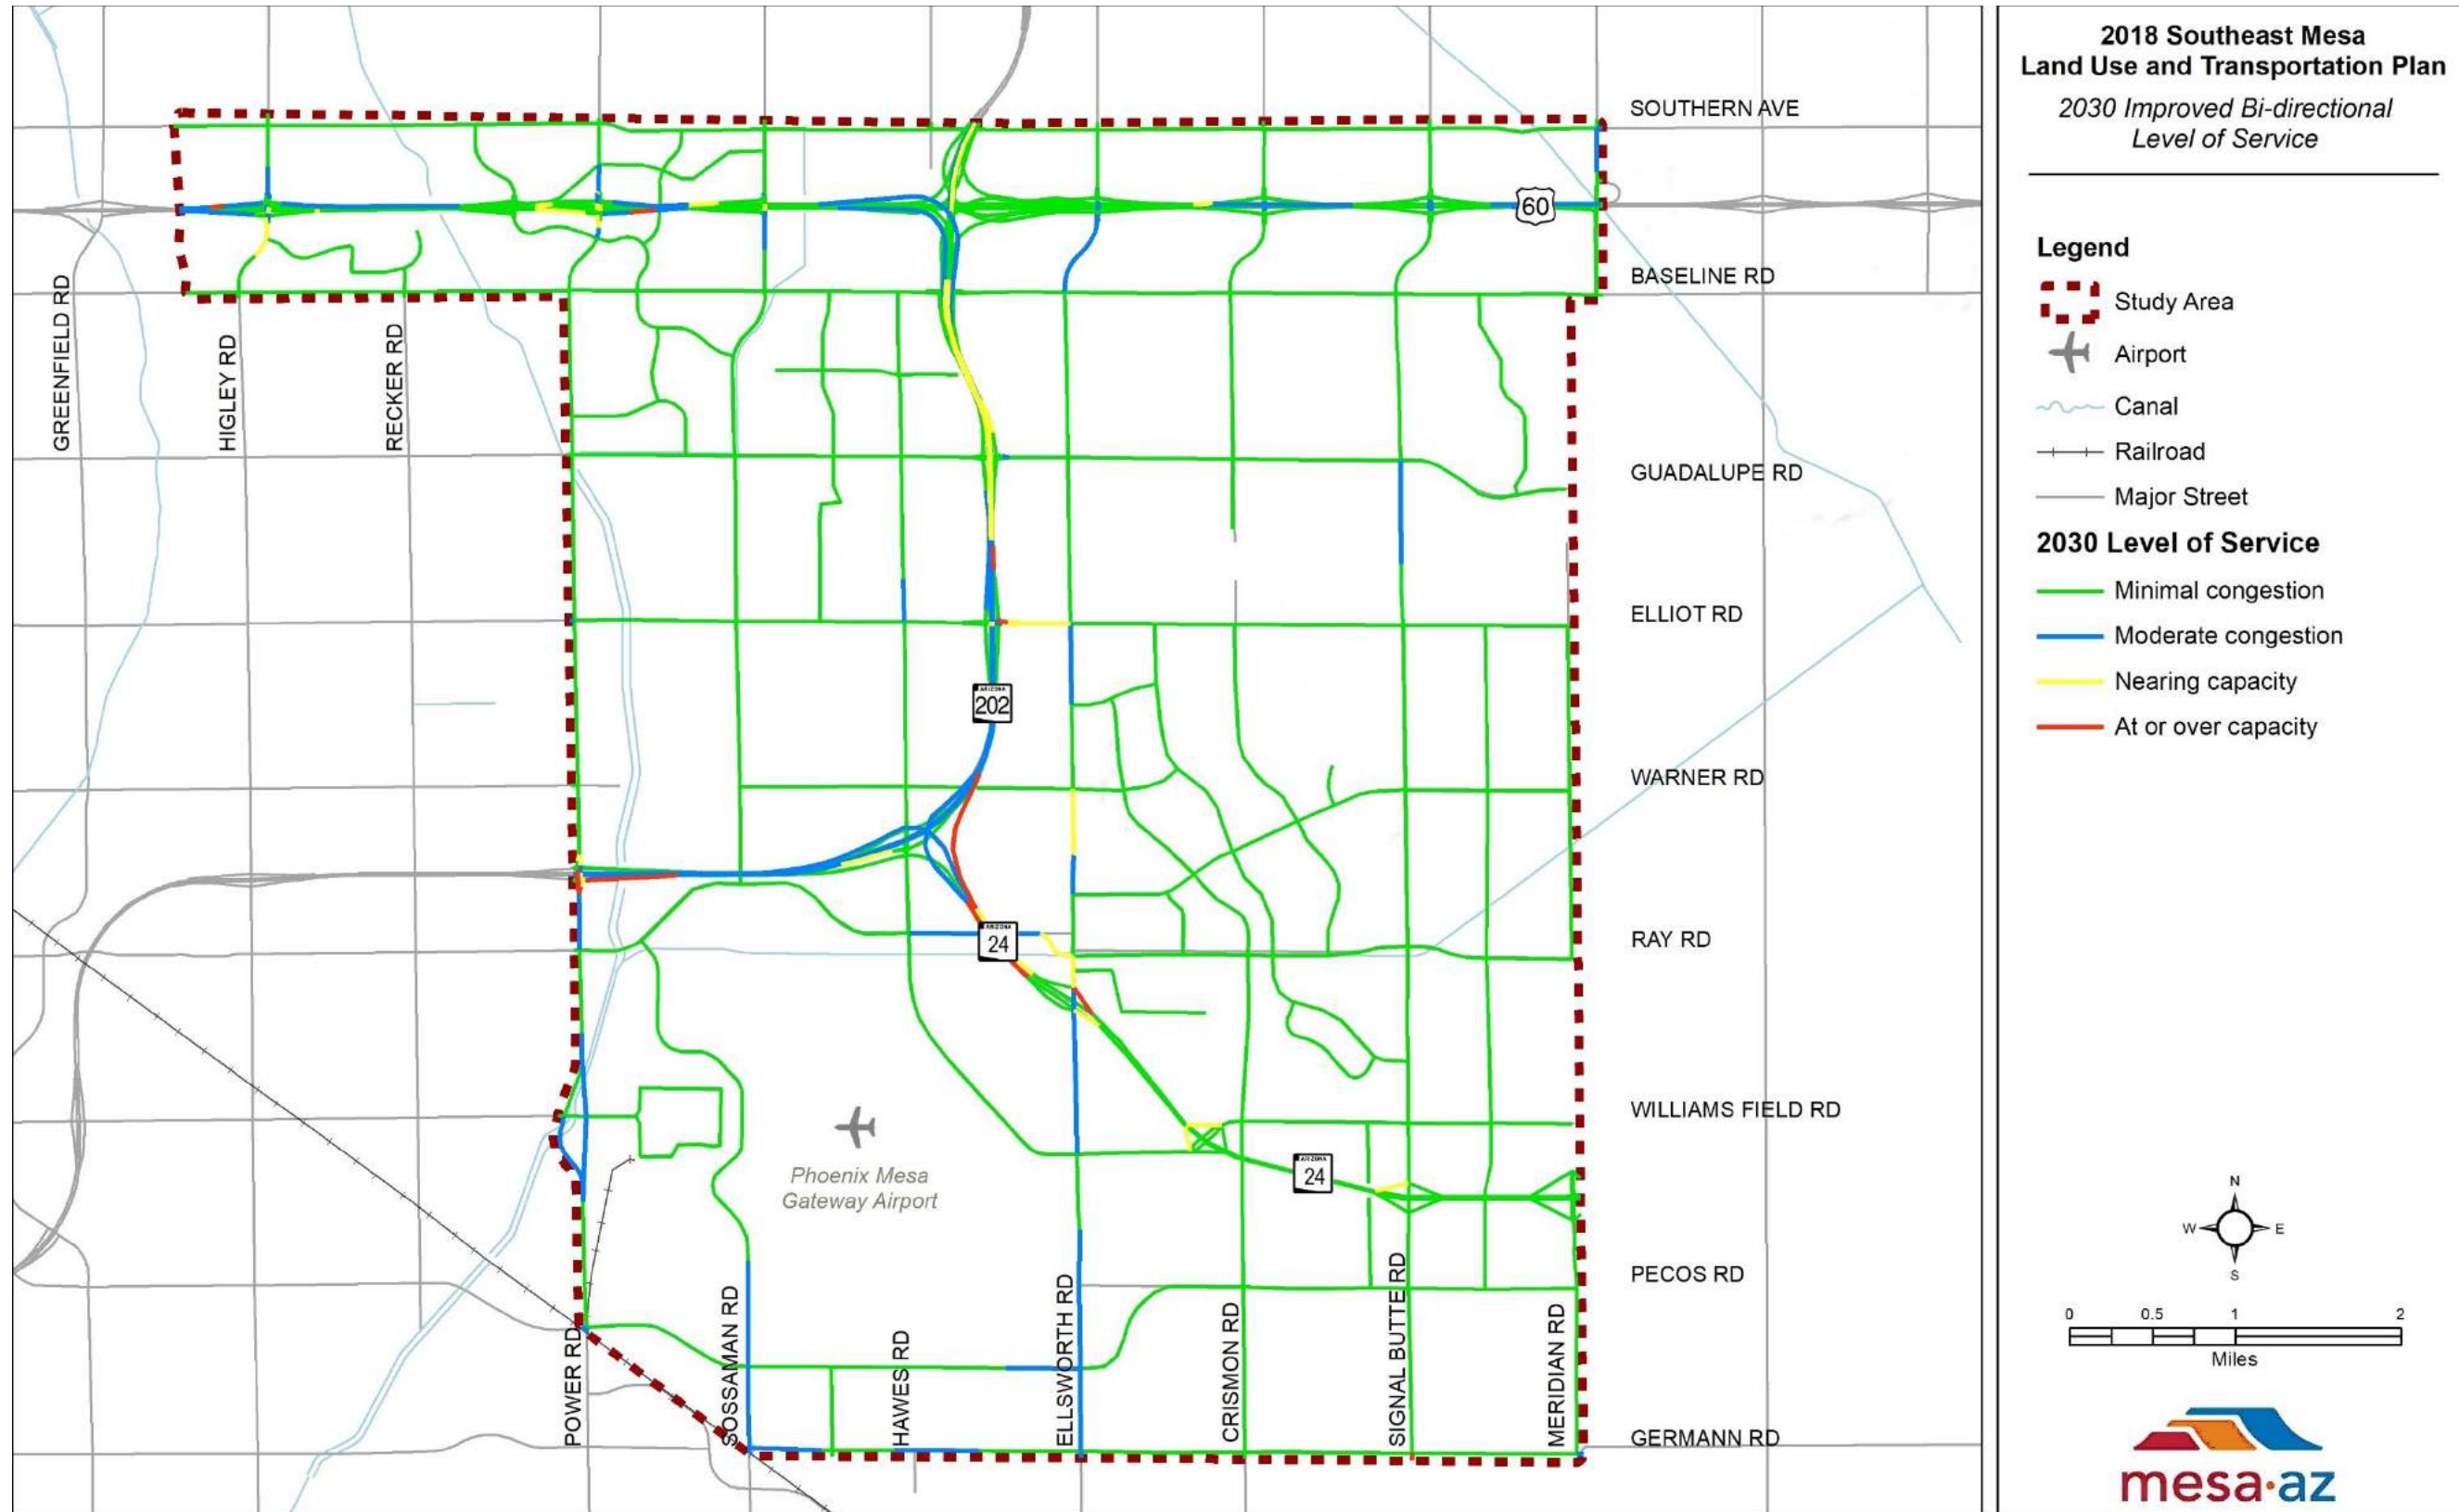 2018 Southeast Mesa
Land Use and Transportation Plan
2030 Improved Bi-directional
Level of Service
Legend
Study Area
Airport
Canal
Railroad
Major Street
2030 Level of Service
Minimal congestion
Moderate congestion
Nearing capacity
At or over capacity
SOUTHERN AVE
60
BASELINE RD
GREENFIELD RD
HIGLEY RD
RECKER RD
GUADALUPE RD
ELLIOT RD
ARIZONA
202
WARNER RD
ARIZONA
24
RAY RD
WILLIAMS FIELD RD
Phoenix Mesa
Gateway Airport
ARIZONA
24
PECOS RD
POWER RD
SOSSAMAN RD
HAWES RD
ELLSWORTH RD
CRISMON RD
SIGNAL BUTTE RD
MERIDIAN RD
GERMANN RD
N
W E
S
0 0.5 1 2
Miles
mesa·az